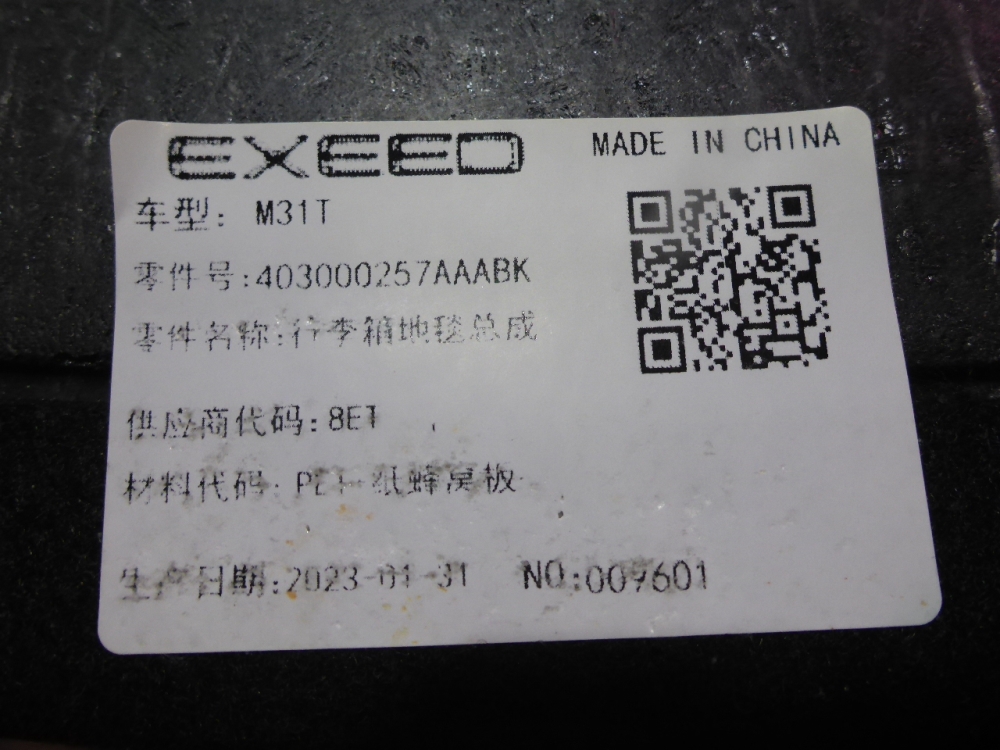 EXEED
MADE IN CHINA
车型: M31T
零件号:403000257AAABK
零件名称:行李箱地毯总成
供应商代码:8ET
材料代码: PET 纸蜂窝板
生产日期:2023-01-31 NO:009601